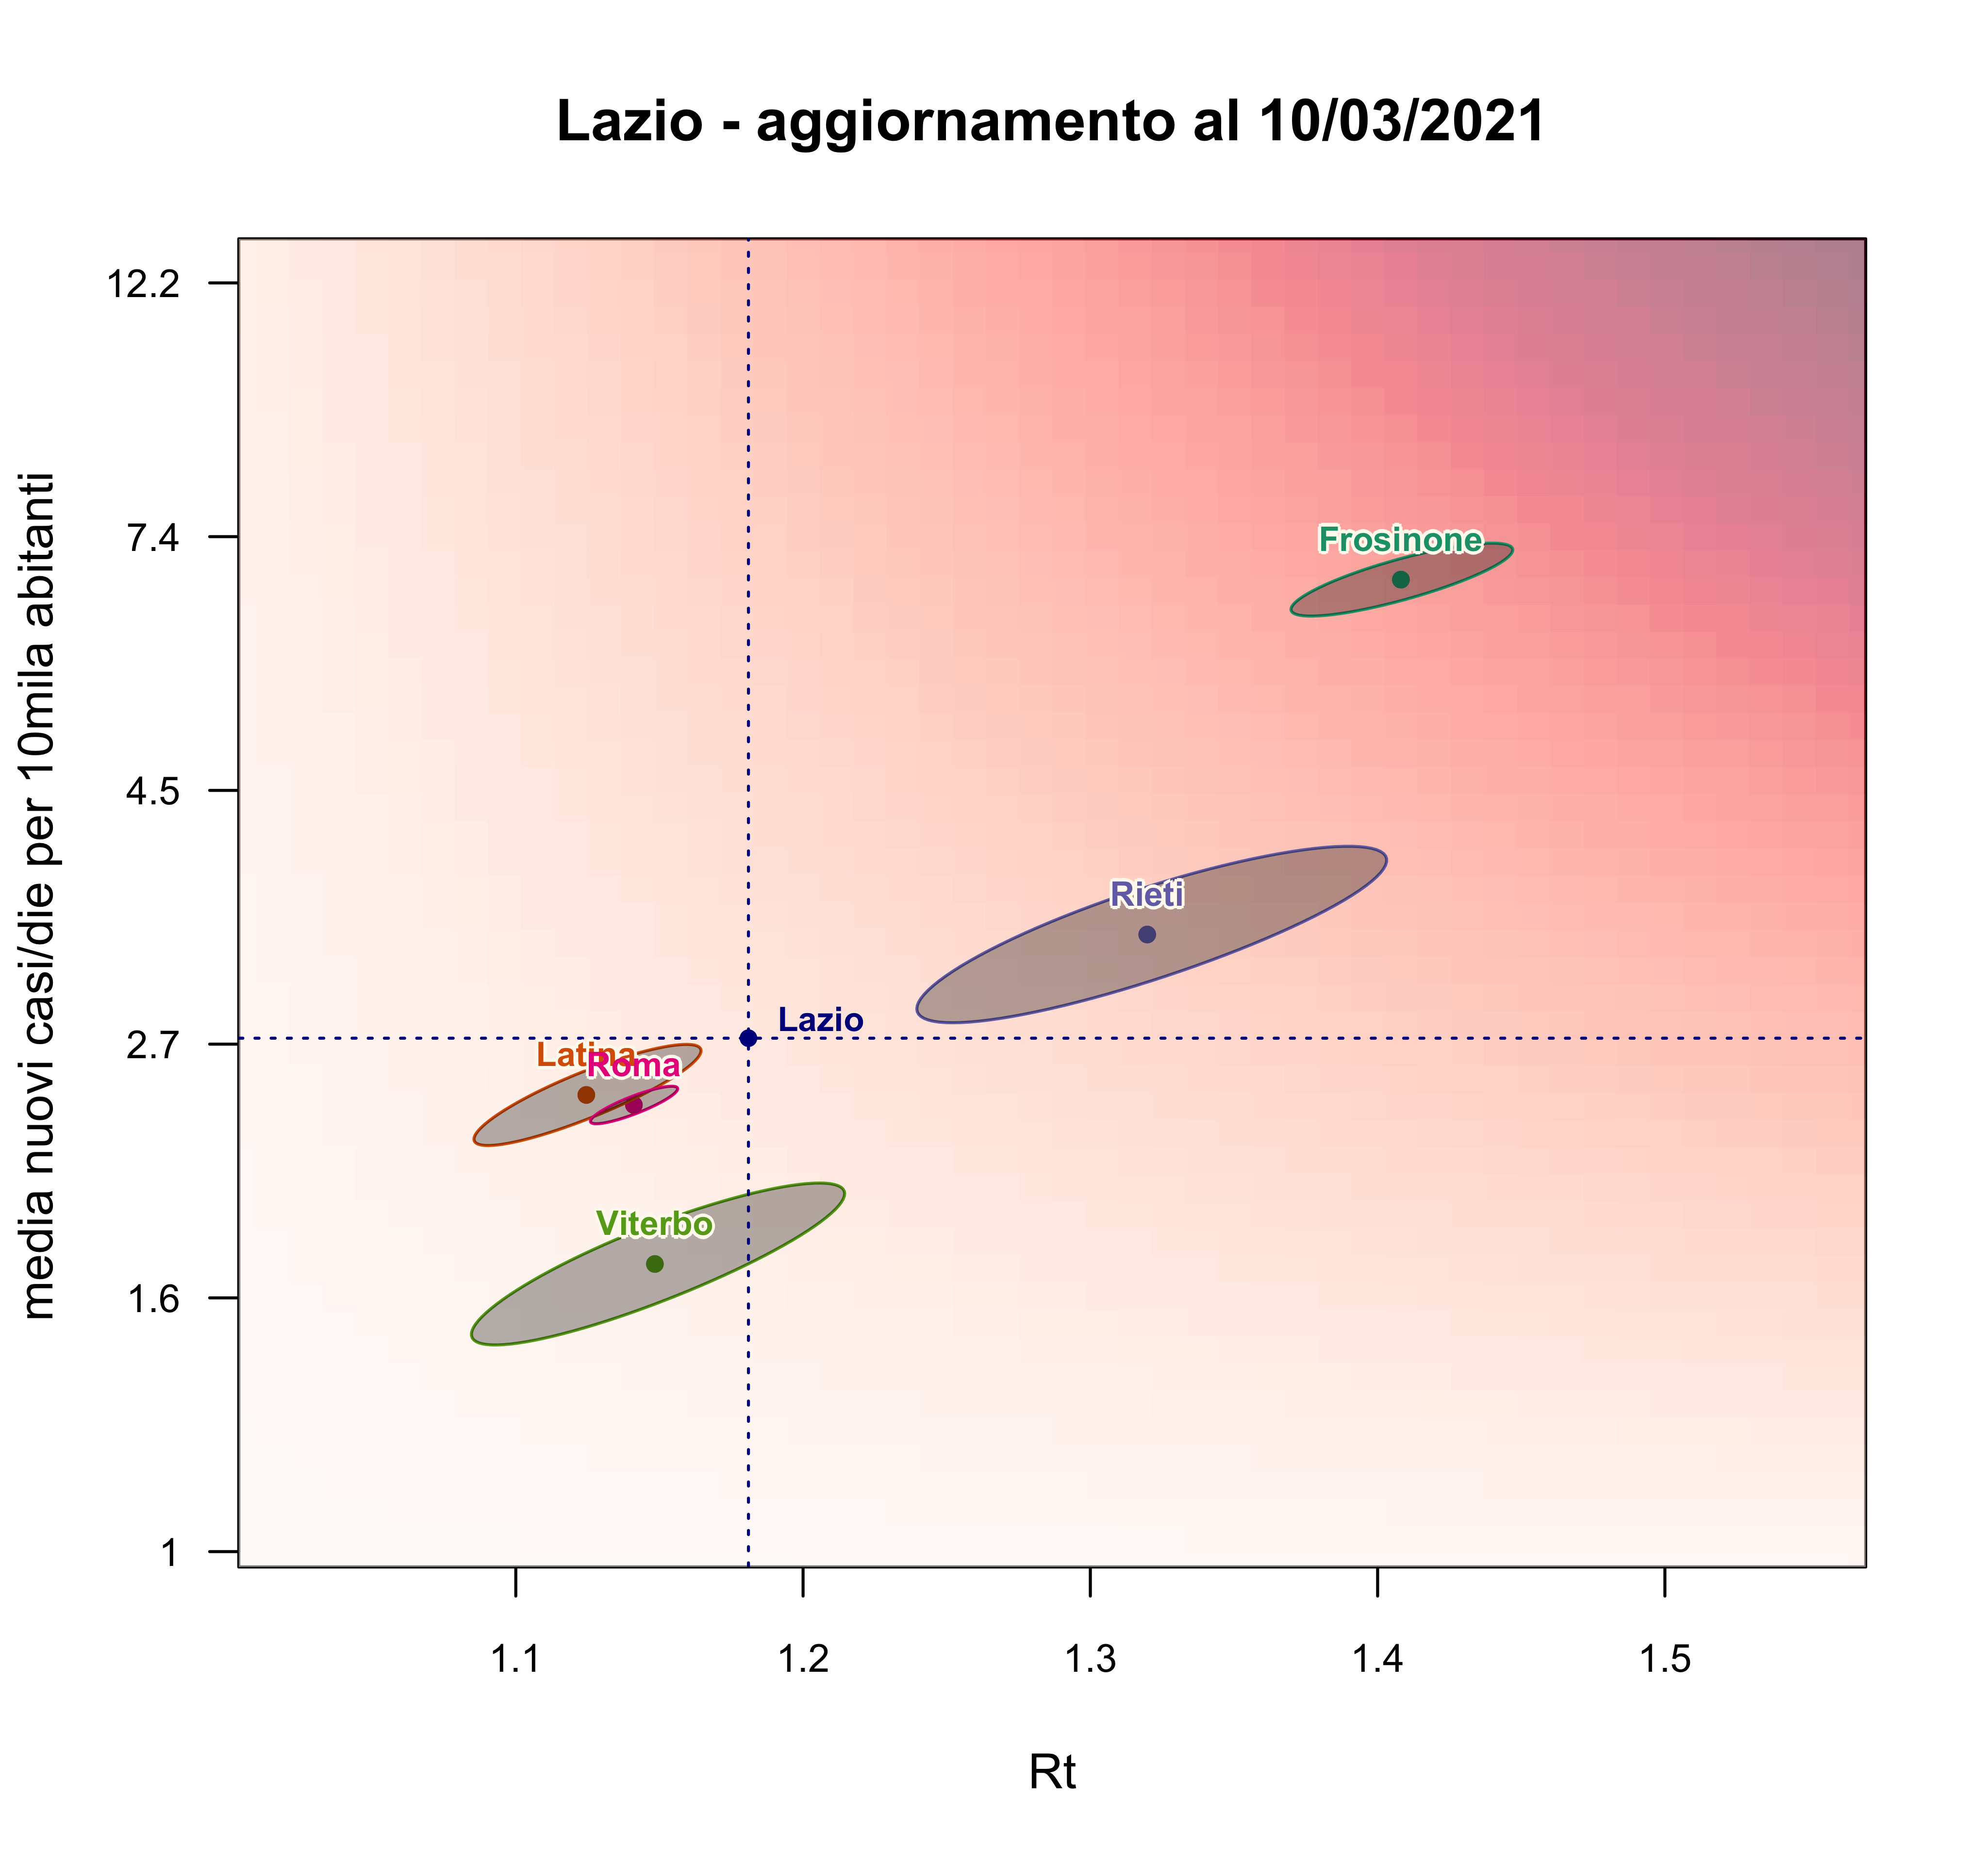 Lazio - aggiornamento al 10/03/2021
media nuovi casi/die per 10mila abitanti
12.2
7.4
4.5
2.7
1.6
1
Frosinone
Rieti
Lazio
Latina
Roma
Viterbo
1.1
1.2
1.3
1.4
1.5
Rt